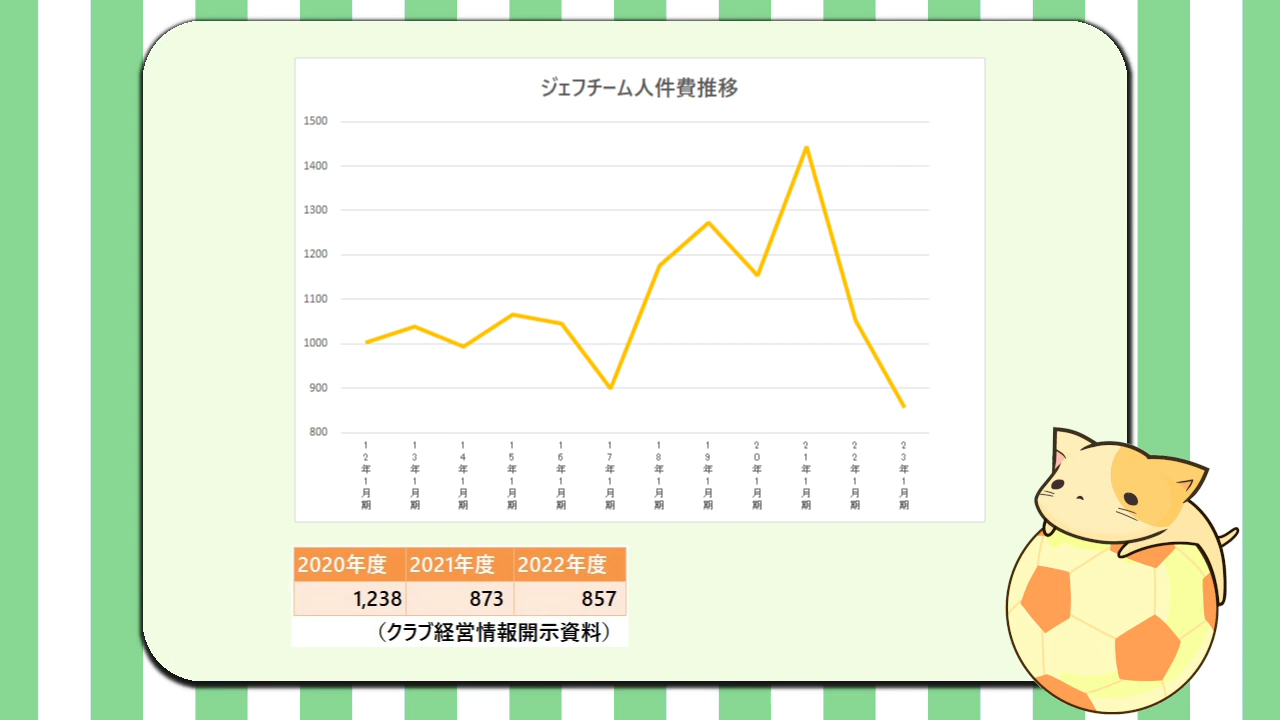 ジェフチーム人件費推移
1500
1400
1300
1200
1100
1000
900
800
12年1月期
13年1月期
14年1月期
15年1月期
16年1月期
17年1月期
18年1月期
19年1月期
20年1月期
21年1月期
22年1月期
23年1月期
2020年度 2021年度 2022年度
1,238 873 857
（クラブ経営情報開示資料）